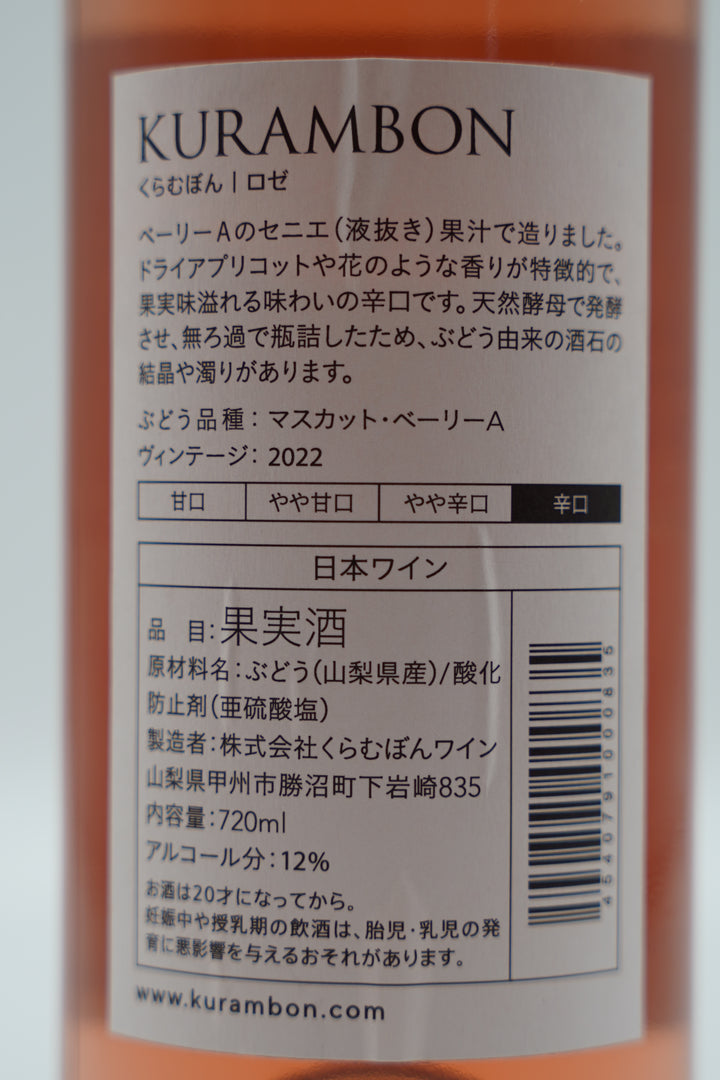 KURAMBON
くらむぼん | ロゼ
ベーリーAのセニエ(液抜き)果汁で造りました。
ドライアプリコットや花のような香りが特徴的で、
果実味溢れる味わいの辛口です。天然酵母で発酵
させ、無ろ過で瓶詰したため、ぶどう由来の酒石の
結晶や濁りがあります。
ぶどう品種：マスカット・ベーリーA
ヴィンテージ：2022
甘口 やや甘口 やや辛口 辛口
日本ワイン
品 目：果実酒
原材料名：ぶどう(山梨県産)/酸化
防止剤(亜硫酸塩)
製造者：株式会社くらむぼんワイン
山梨県甲州市勝沼町下岩崎835
内容量：720ml
アルコール分：12%
お酒は20才になってから。
妊娠中や授乳期の飲酒は、胎児・乳児の発
育に悪影響を与えるおそれがあります。
4540791000835
www.kurambon.com